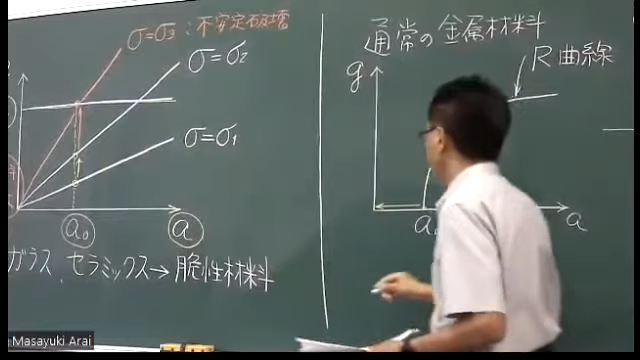 σ=σ₃:不安定破壊
σ=σ₂
σ=σ₁
a₀
a
ガラス、セラミックス→脆性材料
通常の金属材料
g
R曲線
a₀
a
Masayuki Arai